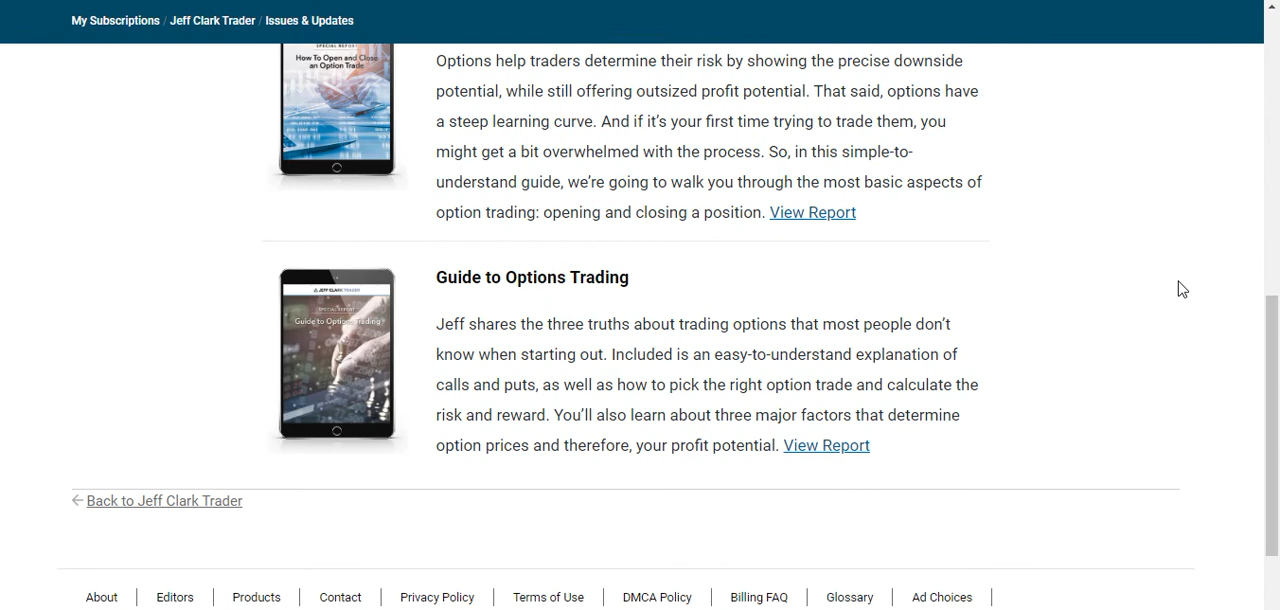 My Subscriptions / Jeff Clark Trader / Issues & Updates
SPECIAL REPORT
How To Open and Close
an Option Trade
Options help traders determine their risk by showing the precise downside
potential, while still offering outsized profit potential. That said, options have
a steep learning curve. And if it’s your first time trying to trade them, you
might get a bit overwhelmed with the process. So, in this simple-to-
understand guide, we’re going to walk you through the most basic aspects of
option trading: opening and closing a position. View Report
JEFF CLARK TRADER
SPECIAL REPORT
Guide to Options Trading
Guide to Options Trading
Jeff shares the three truths about trading options that most people don’t
know when starting out. Included is an easy-to-understand explanation of
calls and puts, as well as how to pick the right option trade and calculate the
risk and reward. You’ll also learn about three major factors that determine
option prices and therefore, your profit potential. View Report
← Back to Jeff Clark Trader
About | Editors | Products | Contact | Privacy Policy | Terms of Use | DMCA Policy | Billing FAQ | Glossary | Ad Choices |